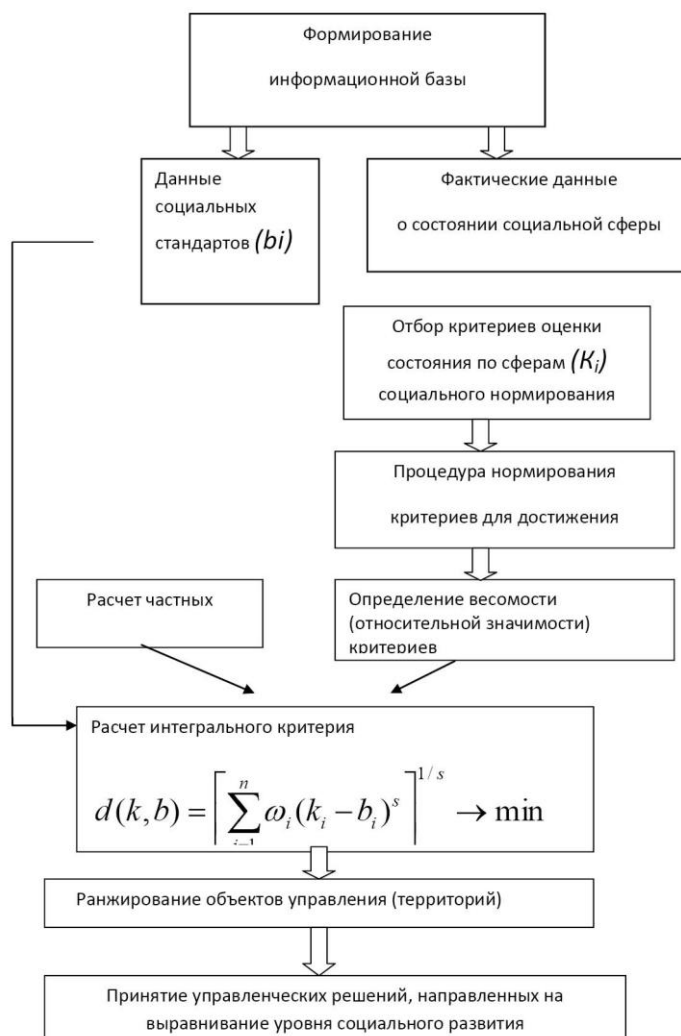 Формирование
информационной базы
Данные
социальных
стандартов (bi)
Фактические данные
о состоянии социальной сферы
Отбор критериев оценки
состояния по сферам (Ki)
социального нормирования
Процедура нормирования
критериев для достижения
Расчет частных
Определение весомости
(относительной значимости)
критериев
Расчет интегрального критерия
d(k,b) = [∑ⁿᵢ₌₁ ωᵢ(kᵢ − bᵢ)ˢ]^1/s → min
Ранжирование объектов управления (территорий)
Принятие управленческих решений, направленных на
выравнивание уровня социального развития